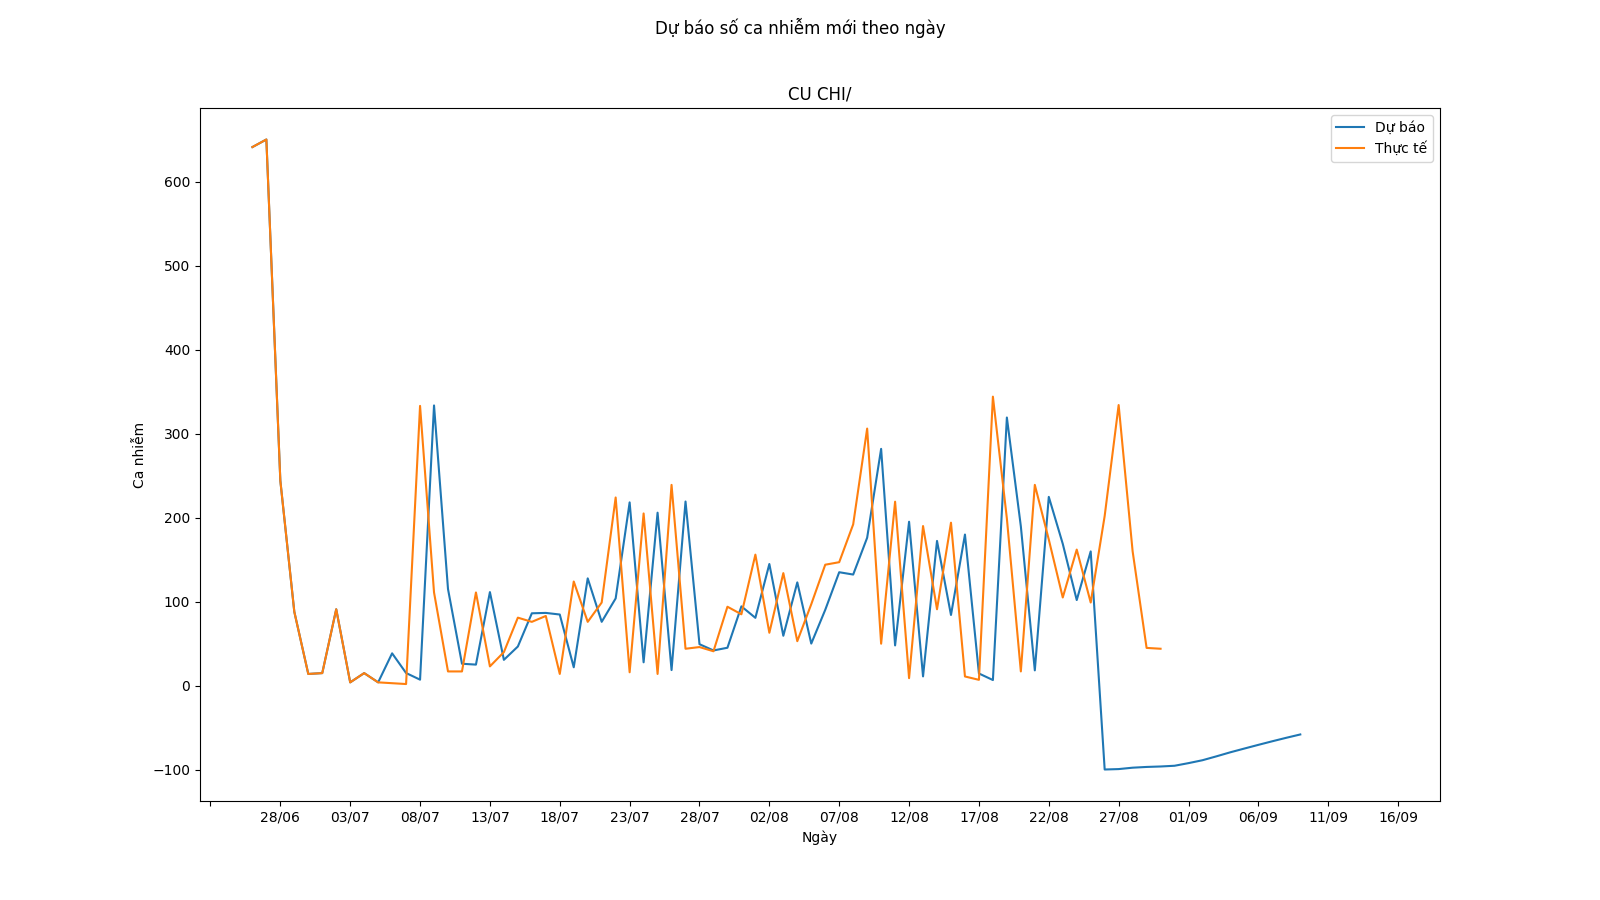 Dự báo số ca nhiễm mới theo ngày
CU CHI/
Dự báo
Thực tế
600
500
400
300
200
100
0
−100
Ca nhiễm
28/06 03/07 08/07 13/07 18/07 23/07 28/07 02/08 07/08 12/08 17/08 22/08 27/08 01/09 06/09 11/09 16/09
Ngày